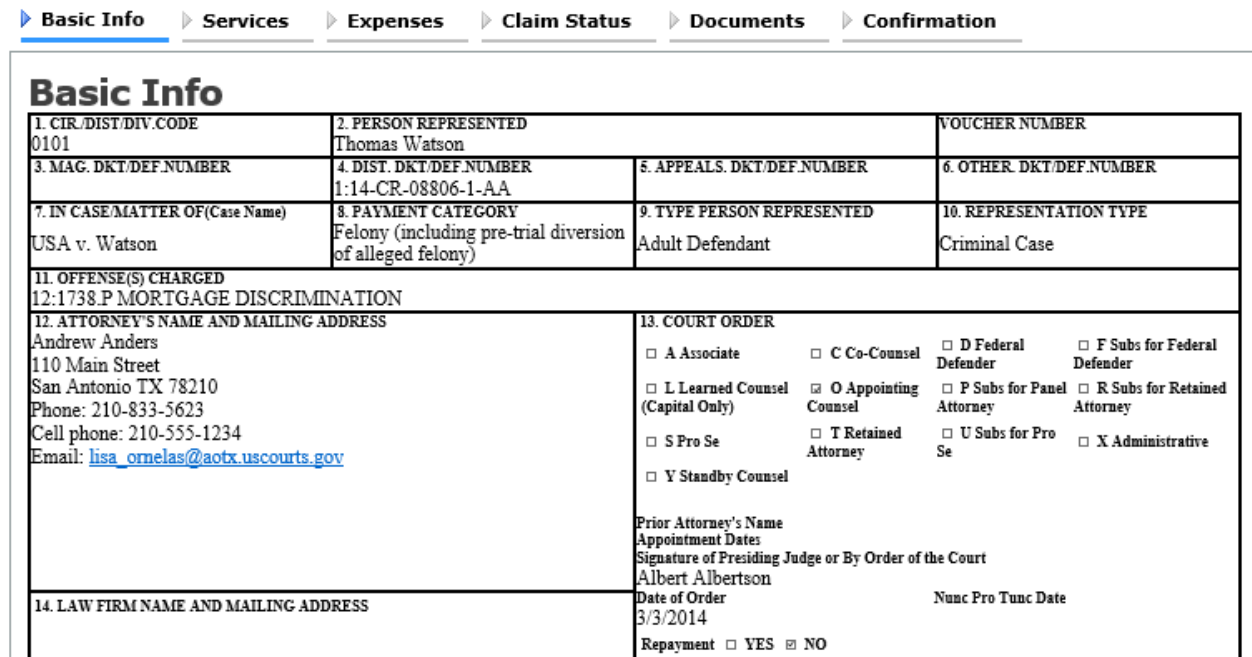 Basic Info Services Expenses Claim Status Documents Confirmation
Basic Info
1. CIR./DIST/DIV.CODE
0101
2. PERSON REPRESENTED
Thomas Watson
VOUCHER NUMBER
3. MAG. DKT/DEF.NUMBER
4. DIST. DKT/DEF.NUMBER
1:14-CR-08806-1-AA
5. APPEALS. DKT/DEF.NUMBER
6. OTHER. DKT/DEF.NUMBER
7. IN CASE/MATTER OF(Case Name)
USA v. Watson
8. PAYMENT CATEGORY
Felony (including pre-trial diversion
of alleged felony)
9. TYPE PERSON REPRESENTED
Adult Defendant
10. REPRESENTATION TYPE
Criminal Case
11. OFFENSE(S) CHARGED
12:1738.P MORTGAGE DISCRIMINATION
12. ATTORNEY'S NAME AND MAILING ADDRESS
Andrew Anders
110 Main Street
San Antonio TX 78210
Phone: 210-833-5623
Cell phone: 210-555-1234
Email: lisa_ornelas@aotx.uscourts.gov
13. COURT ORDER
☐ A Associate
☐ C Co-Counsel
☐ D Federal
Defender
☐ F Subs for Federal
Defender
☐ L Learned Counsel
(Capital Only)
☑ O Appointing
Counsel
☐ P Subs for Panel
Attorney
☐ R Subs for Retained
Attorney
☐ S Pro Se
☐ T Retained
Attorney
☐ U Subs for Pro
Se
☐ X Administrative
☐ Y Standby Counsel
Prior Attorney's Name
Appointment Dates
Signature of Presiding Judge or By Order of the Court
Albert Albertson
Date of Order
3/3/2014
Nunc Pro Tunc Date
Repayment ☐ YES ☑ NO
14. LAW FIRM NAME AND MAILING ADDRESS